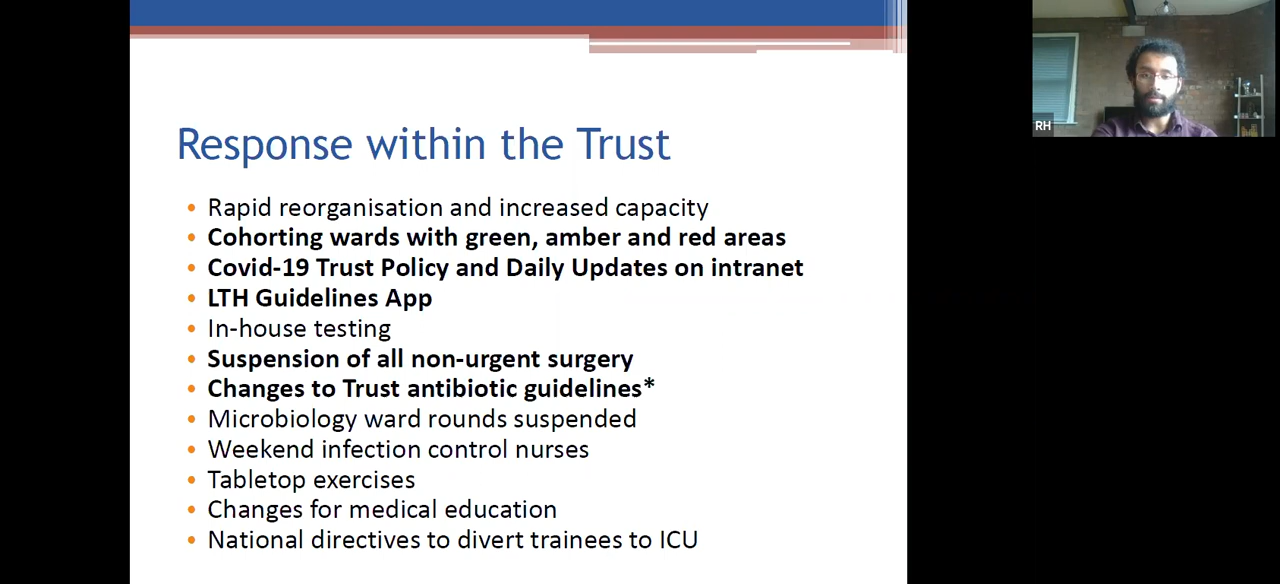 Response within the Trust
• Rapid reorganisation and increased capacity
• Cohorting wards with green, amber and red areas
• Covid-19 Trust Policy and Daily Updates on intranet
• LTH Guidelines App
• In-house testing
• Suspension of all non-urgent surgery
• Changes to Trust antibiotic guidelines*
• Microbiology ward rounds suspended
• Weekend infection control nurses
• Tabletop exercises
• Changes for medical education
• National directives to divert trainees to ICU
RH